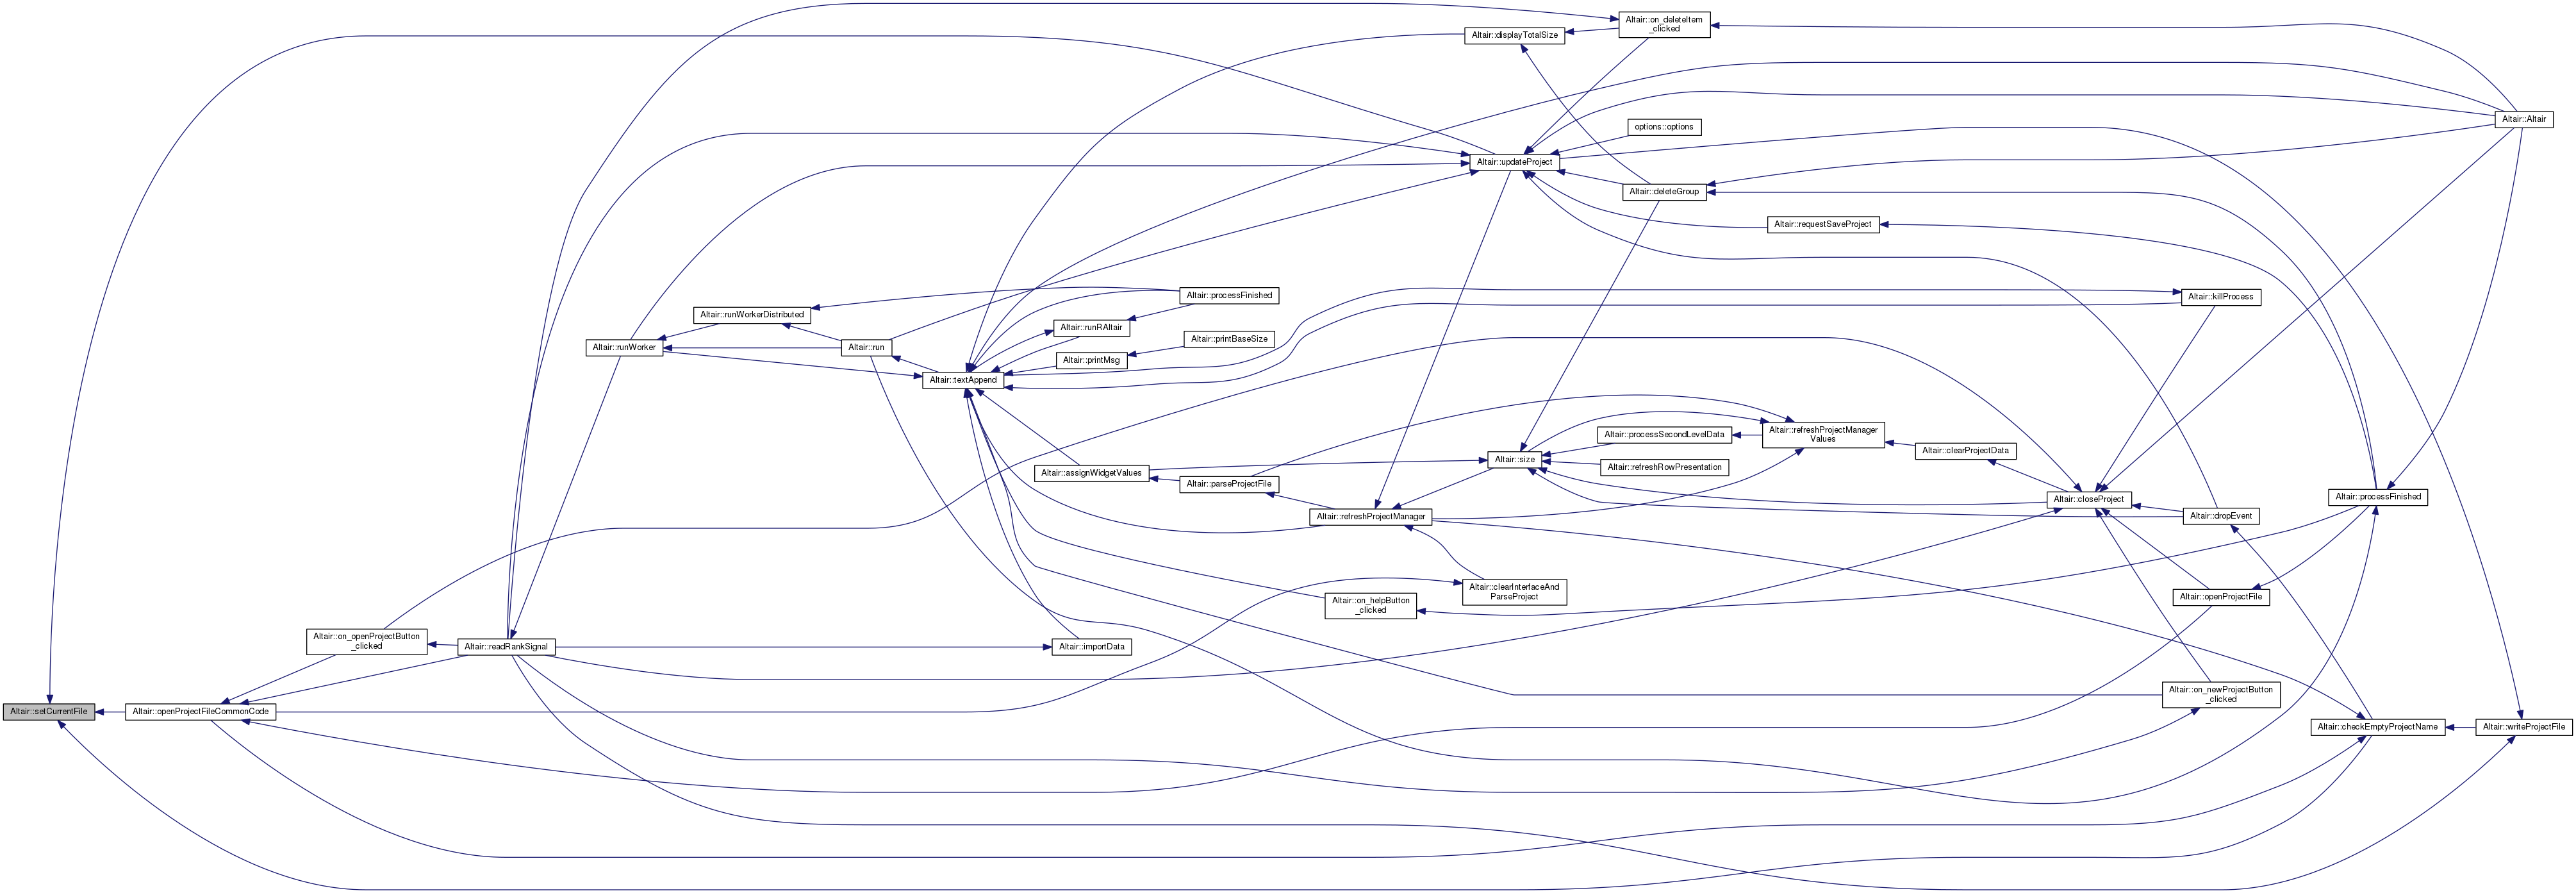 Altair::on_deleteItem
_clicked
Altair::displayTotalSize
Altair::Altair
options::options
Altair::updateProject
Altair::deleteGroup
Altair::requestSaveProject
Altair::processFinished
Altair::killProcess
Altair::runWorkerDistributed
Altair::runRAltair
Altair::printBaseSize
Altair::runWorker
Altair::run
Altair::printMsg
Altair::textAppend
Altair::refreshProjectManager
Values
Altair::processSecondLevelData
Altair::clearProjectData
Altair::size
Altair::refreshRowPresentation
Altair::assignWidgetValues
Altair::parseProjectFile
Altair::closeProject
Altair::processFinished
Altair::refreshProjectManager
Altair::dropEvent
Altair::clearInterfaceAnd
ParseProject
Altair::openProjectFile
Altair::on_helpButton
_clicked
Altair::on_openProjectButton
_clicked
Altair::readRankSignal
Altair::importData
Altair::on_newProjectButton
_clicked
Altair::setCurrentFile
Altair::openProjectFileCommonCode
Altair::checkEmptyProjectName
Altair::writeProjectFile